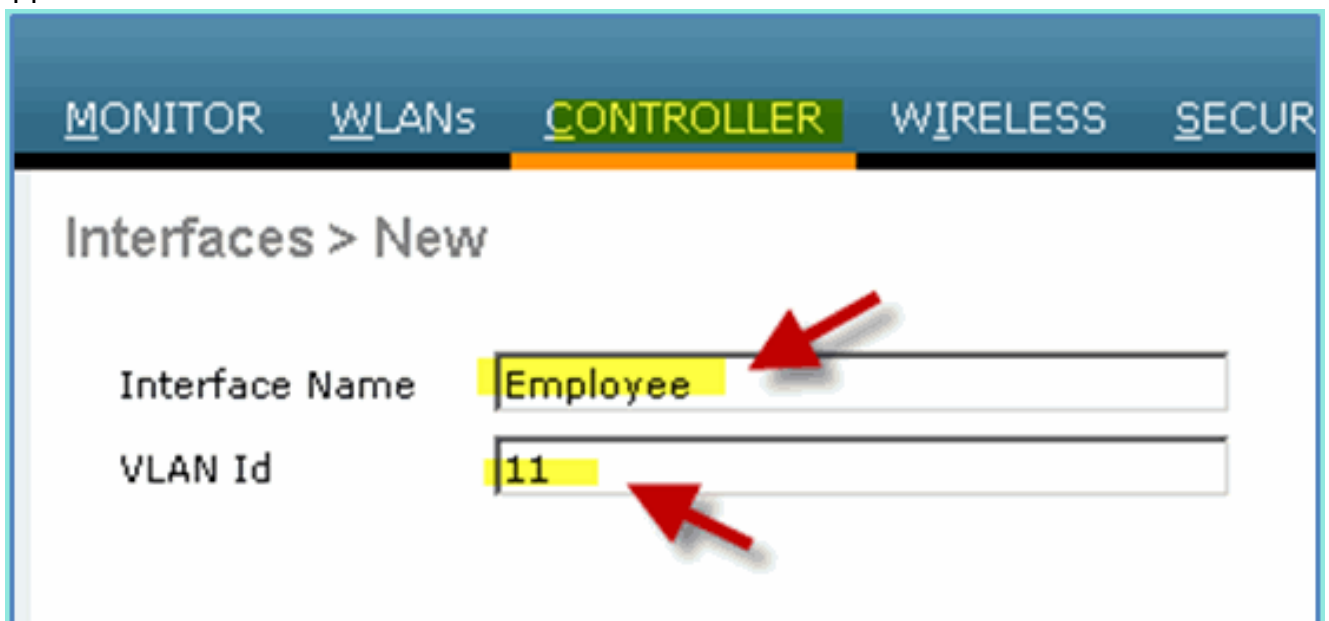 MONITOR WLANs CONTROLLER WIRELESS SECUR
Interfaces > New
Interface Name Employee
VLAN Id 11